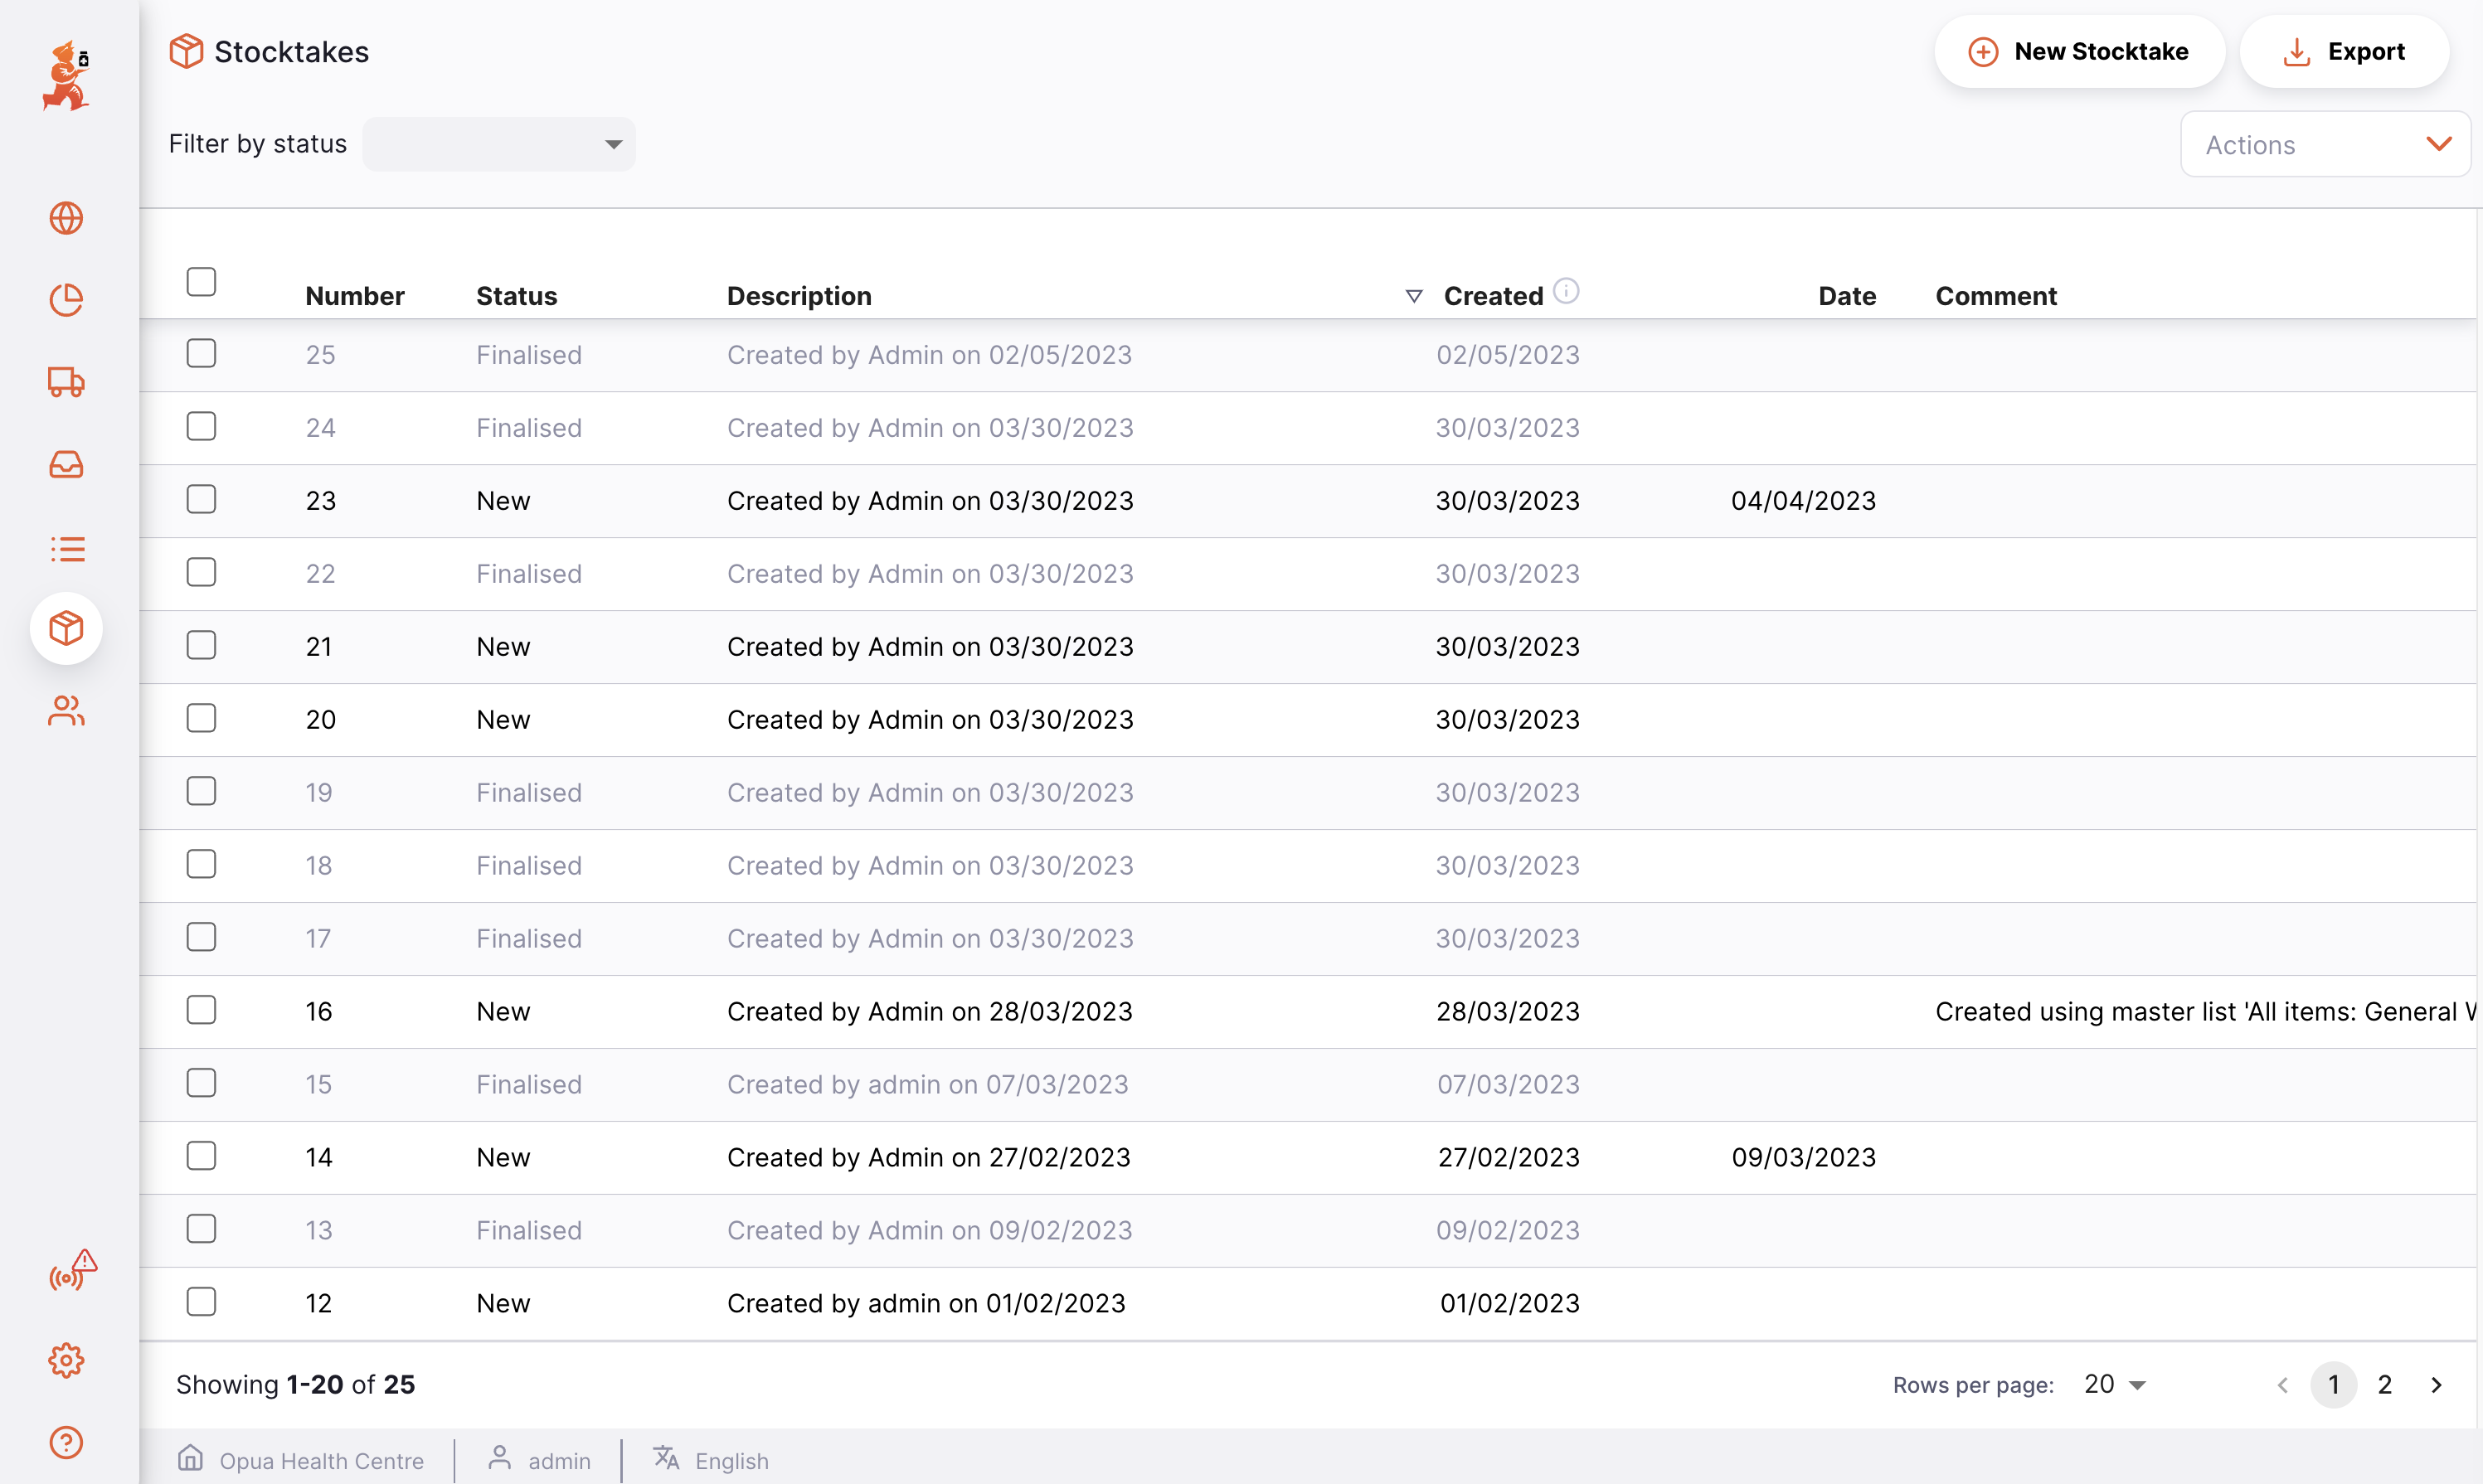 Stocktakes
New Stocktake
Export
Filter by status
Actions
Number Status Description Created Date Comment
25 Finalised Created by Admin on 02/05/2023 02/05/2023
24 Finalised Created by Admin on 03/30/2023 30/03/2023
23 New Created by Admin on 03/30/2023 30/03/2023 04/04/2023
22 Finalised Created by Admin on 03/30/2023 30/03/2023
21 New Created by Admin on 03/30/2023 30/03/2023
20 New Created by Admin on 03/30/2023 30/03/2023
19 Finalised Created by Admin on 03/30/2023 30/03/2023
18 Finalised Created by Admin on 03/30/2023 30/03/2023
17 Finalised Created by Admin on 03/30/2023 30/03/2023
16 New Created by Admin on 28/03/2023 28/03/2023 Created using master list 'All items: General
15 Finalised Created by admin on 07/03/2023 07/03/2023
14 New Created by Admin on 27/02/2023 27/02/2023 09/03/2023
13 Finalised Created by Admin on 09/02/2023 09/02/2023
12 New Created by admin on 01/02/2023 01/02/2023
Showing 1-20 of 25
Rows per page: 20
1 2
Opua Health Centre
admin
English